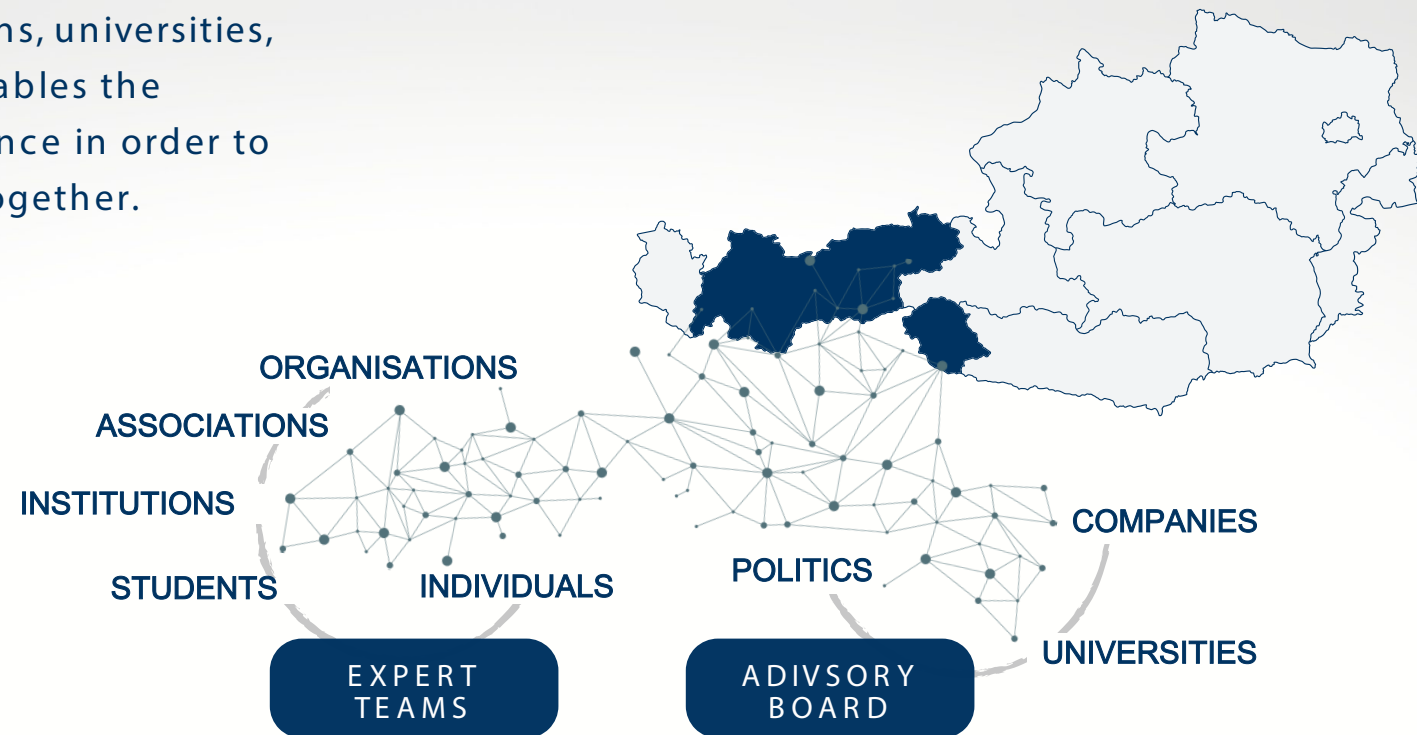 ns, universities,
ables the
nce in order to
ogether.
ORGANISATIONS
ASSOCIATIONS
INSTITUTIONS
STUDENTS
INDIVIDUALS
EXPERT
TEAMS
POLITICS
COMPANIES
UNIVERSITIES
ADIVSORY
BOARD